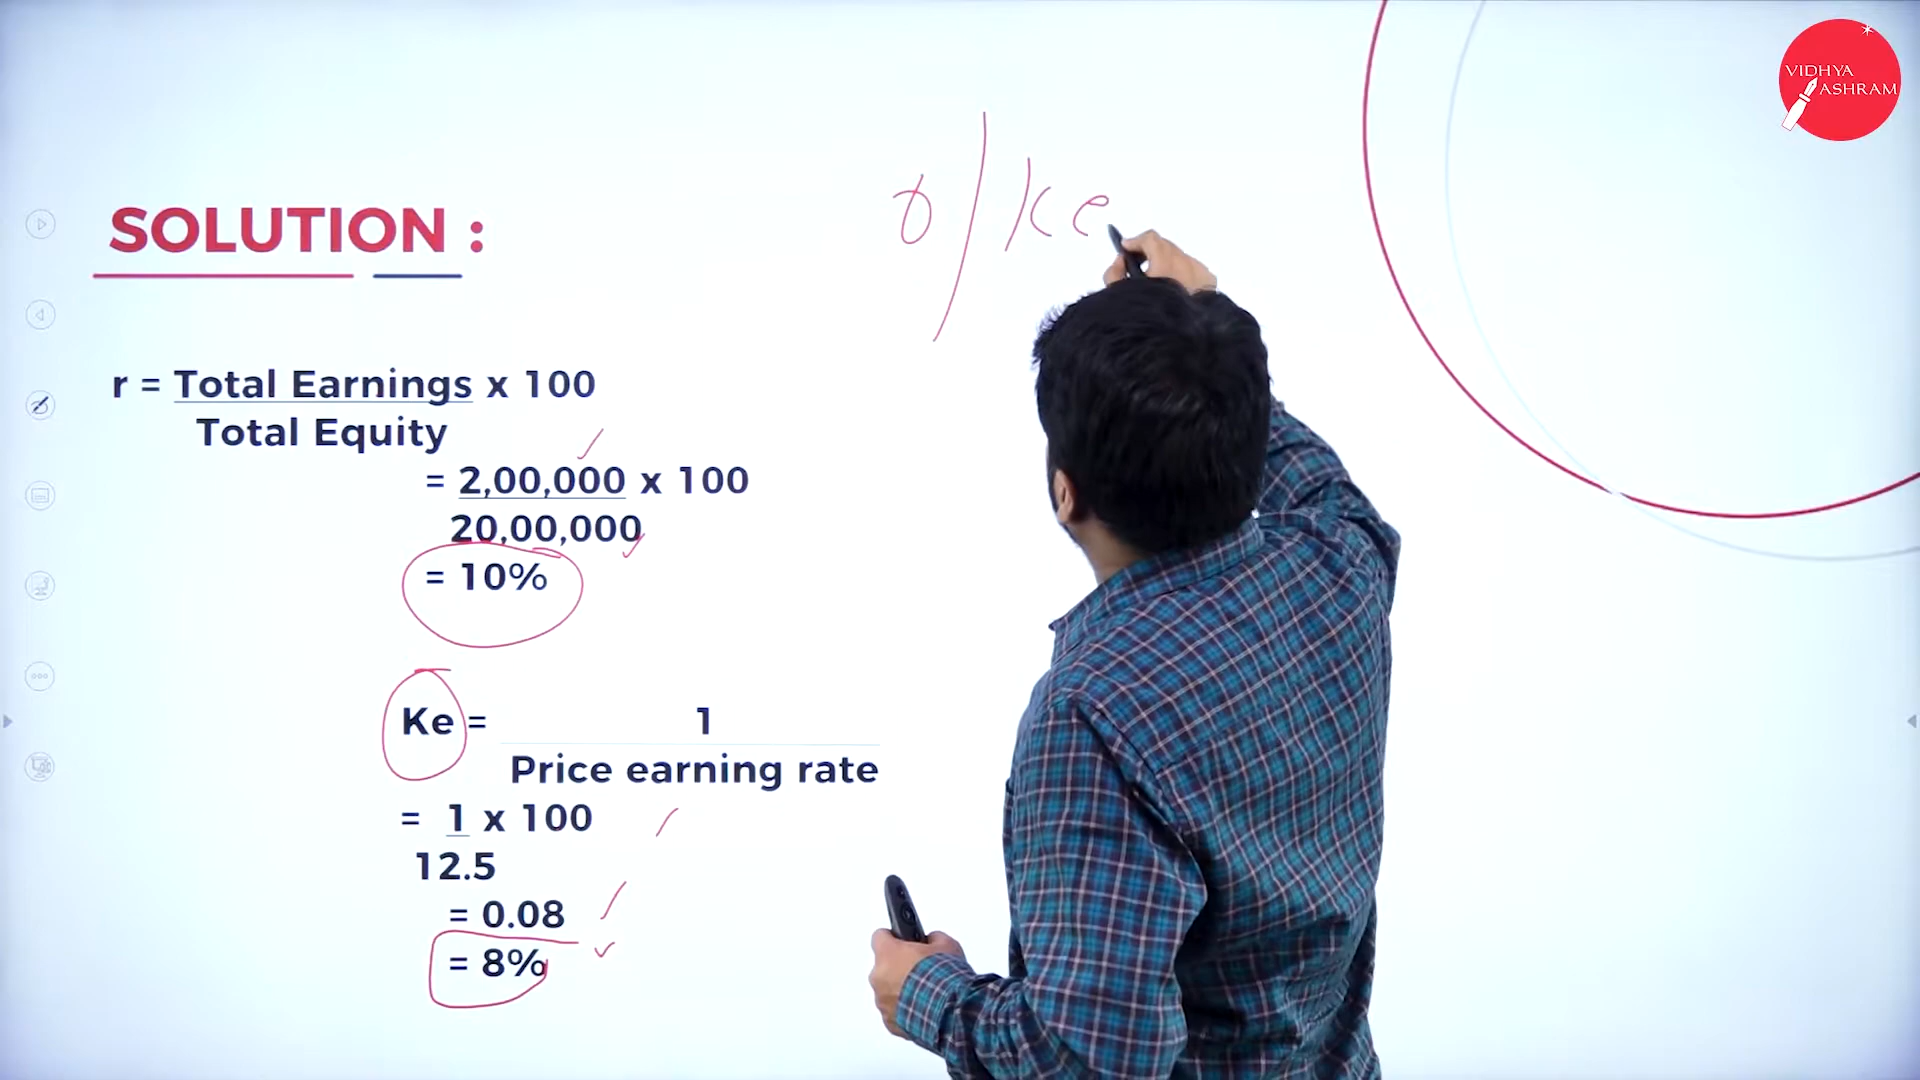 VIDHYA
ASHRAM
SOLUTION :
r = Total Earnings x 100
Total Equity
= 2,00,000 x 100
20,00,000
= 10%
Ke = 1
Price earning rate
= 1 x 100
12.5
= 0.08
= 8%
/ ke